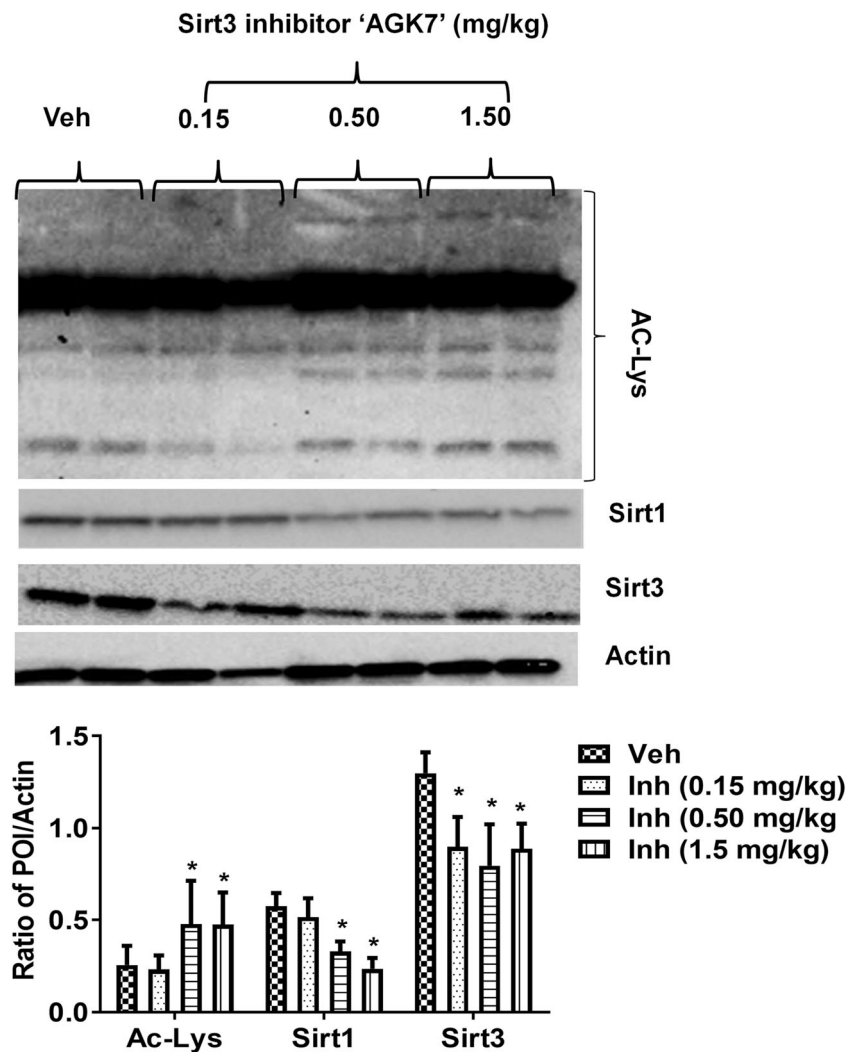 Sirt3 inhibitor ‘AGK7’ (mg/kg)
Veh 0.15 0.50 1.50
AC-Lys
Sirt1
Sirt3
Actin
1.5
1.0
0.5
0.0
Ratio of POI/Actin
* * * * * * *
Ac-Lys Sirt1 Sirt3
Veh
Inh (0.15 mg/kg)
Inh (0.50 mg/kg
Inh (1.5 mg/kg)